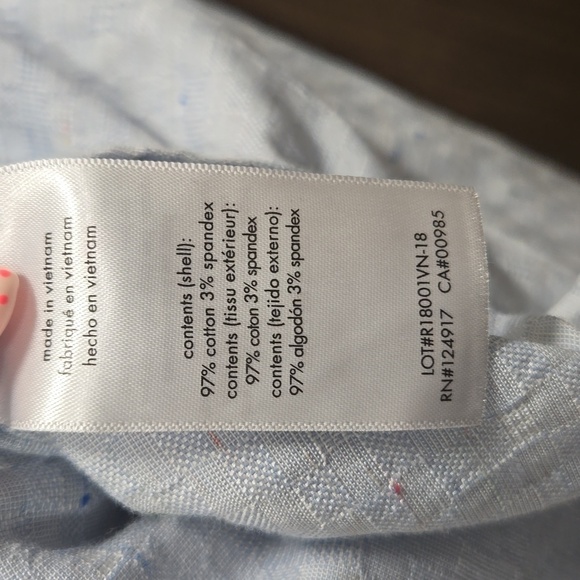 made in vietnam
fabriqué en vietnam
hecho en vietnam
contents (shell):
97% cotton 3% spandex
contents (tissu extérieur):
97% coton 3% spandex
contents (tejido externo):
97% algodón 3% spandex
LOT#R18001VN-18
RN#124917 CA#00985